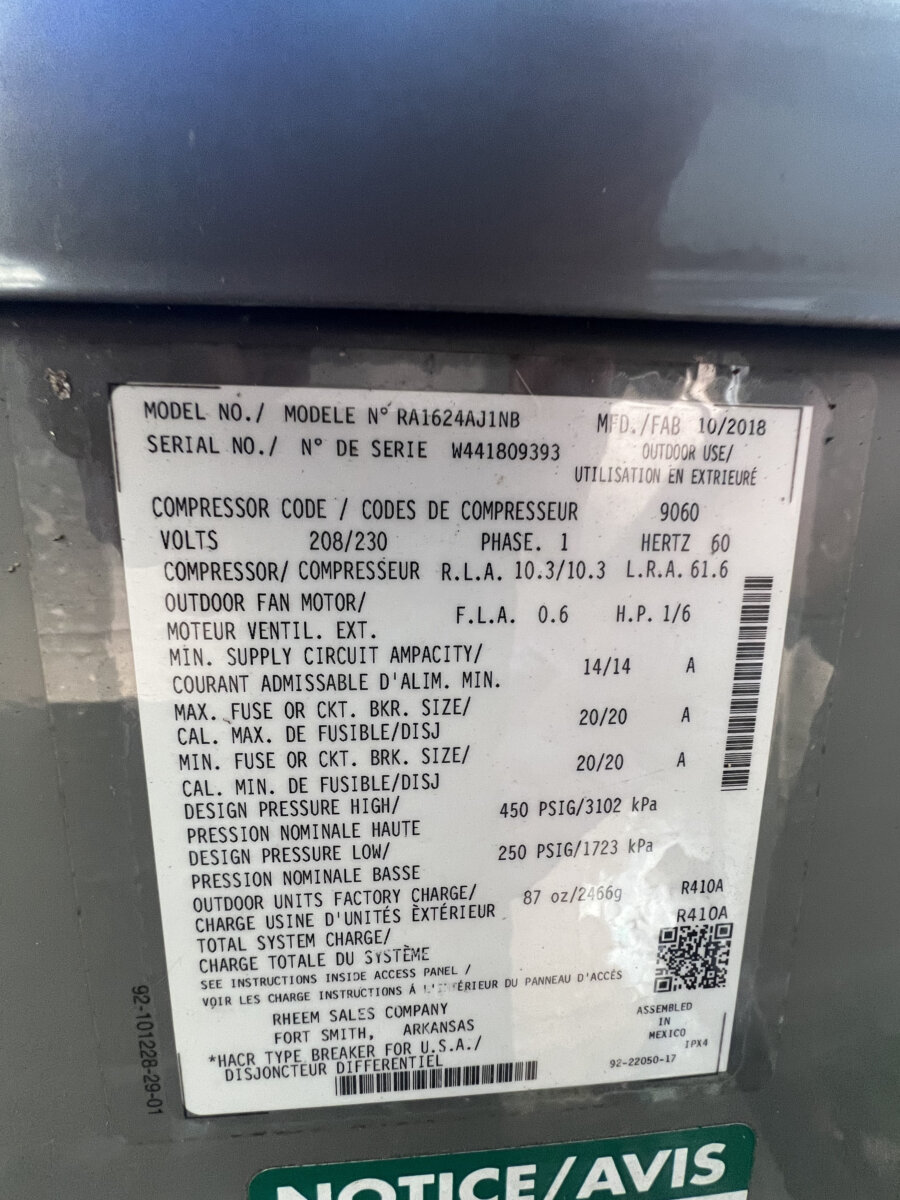 MODEL NO./ MODELE N° RA1624AJ1NB MFD./FAB 10/2018
SERIAL NO./ N° DE SERIE W441809393 OUTDOOR USE/
UTILISATION EN EXTRIEURÉ
COMPRESSOR CODE / CODES DE COMPRESSEUR 9060
VOLTS 208/230 PHASE. 1 HERTZ 60
COMPRESSOR/ COMPRESSEUR R.L.A. 10.3/10.3 L.R.A. 61.6
OUTDOOR FAN MOTOR/ F.L.A. 0.6 H.P. 1/6
MOTEUR VENTIL. EXT.
MIN. SUPPLY CIRCUIT AMPACITY/ 14/14 A
COURANT ADMISSABLE D'ALIM. MIN.
MAX. FUSE OR CKT. BKR. SIZE/ 20/20 A
CAL. MAX. DE FUSIBLE/DISJ
MIN. FUSE OR CKT. BRK. SIZE/ 20/20 A
CAL. MIN. DE FUSIBLE/DISJ
DESIGN PRESSURE HIGH/ 450 PSIG/3102 kPa
PRESSION NOMINALE HAUTE
DESIGN PRESSURE LOW/ 250 PSIG/1723 kPa
PRESSION NOMINALE BASSE
OUTDOOR UNITS FACTORY CHARGE/ 87 oz/2466g R410A
CHARGE USINE D'UNITÉS ÈXTÉRIEUR
TOTAL SYSTEM CHARGE/ R410A
CHARGE TOTALE DU SYSTÈME
SEE INSTRUCTIONS INSIDE ACCESS PANEL /
VOIR LES CHARGE INSTRUCTIONS Á L'INTÉRIEUR DU PANNEAU D'ACCÉS
RHEEM SALES COMPANY
FORT SMITH, ARKANSAS
ASSEMBLED
IN
MEXICO
IPX4
*HACR TYPE BREAKER FOR U.S.A./
DISJONCTEUR DIFFERENTIEL
92-22050-17
92-101228-29-01
NOTICE/AVIS